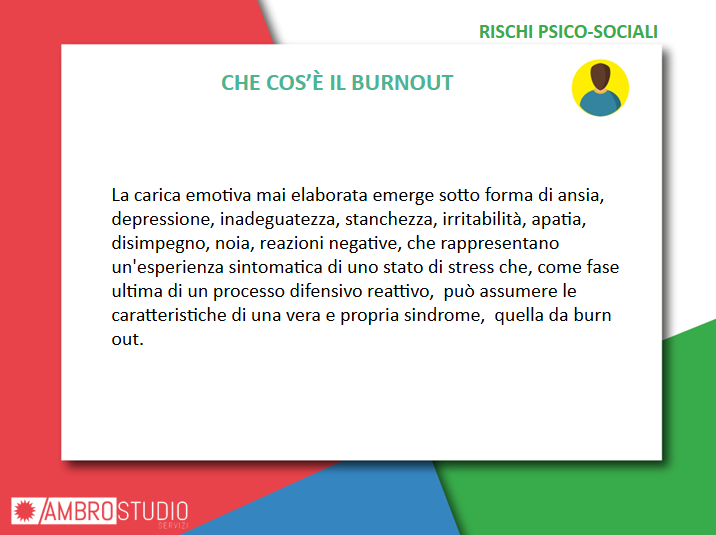 RISCHI PSICO-SOCIALI
CHE COS'È IL BURNOUT
La carica emotiva mai elaborata emerge sotto forma di ansia,
depressione, inadeguatezza, stanchezza, irritabilità, apatia,
disimpegno, noia, reazioni negative, che rappresentano
un'esperienza sintomatica di uno stato di stress che, come fase
ultima di un processo difensivo reattivo,  può assumere le
caratteristiche di una vera e propria sindrome,  quella da burn
out.
AMBROSTUDIO
SERVIZI